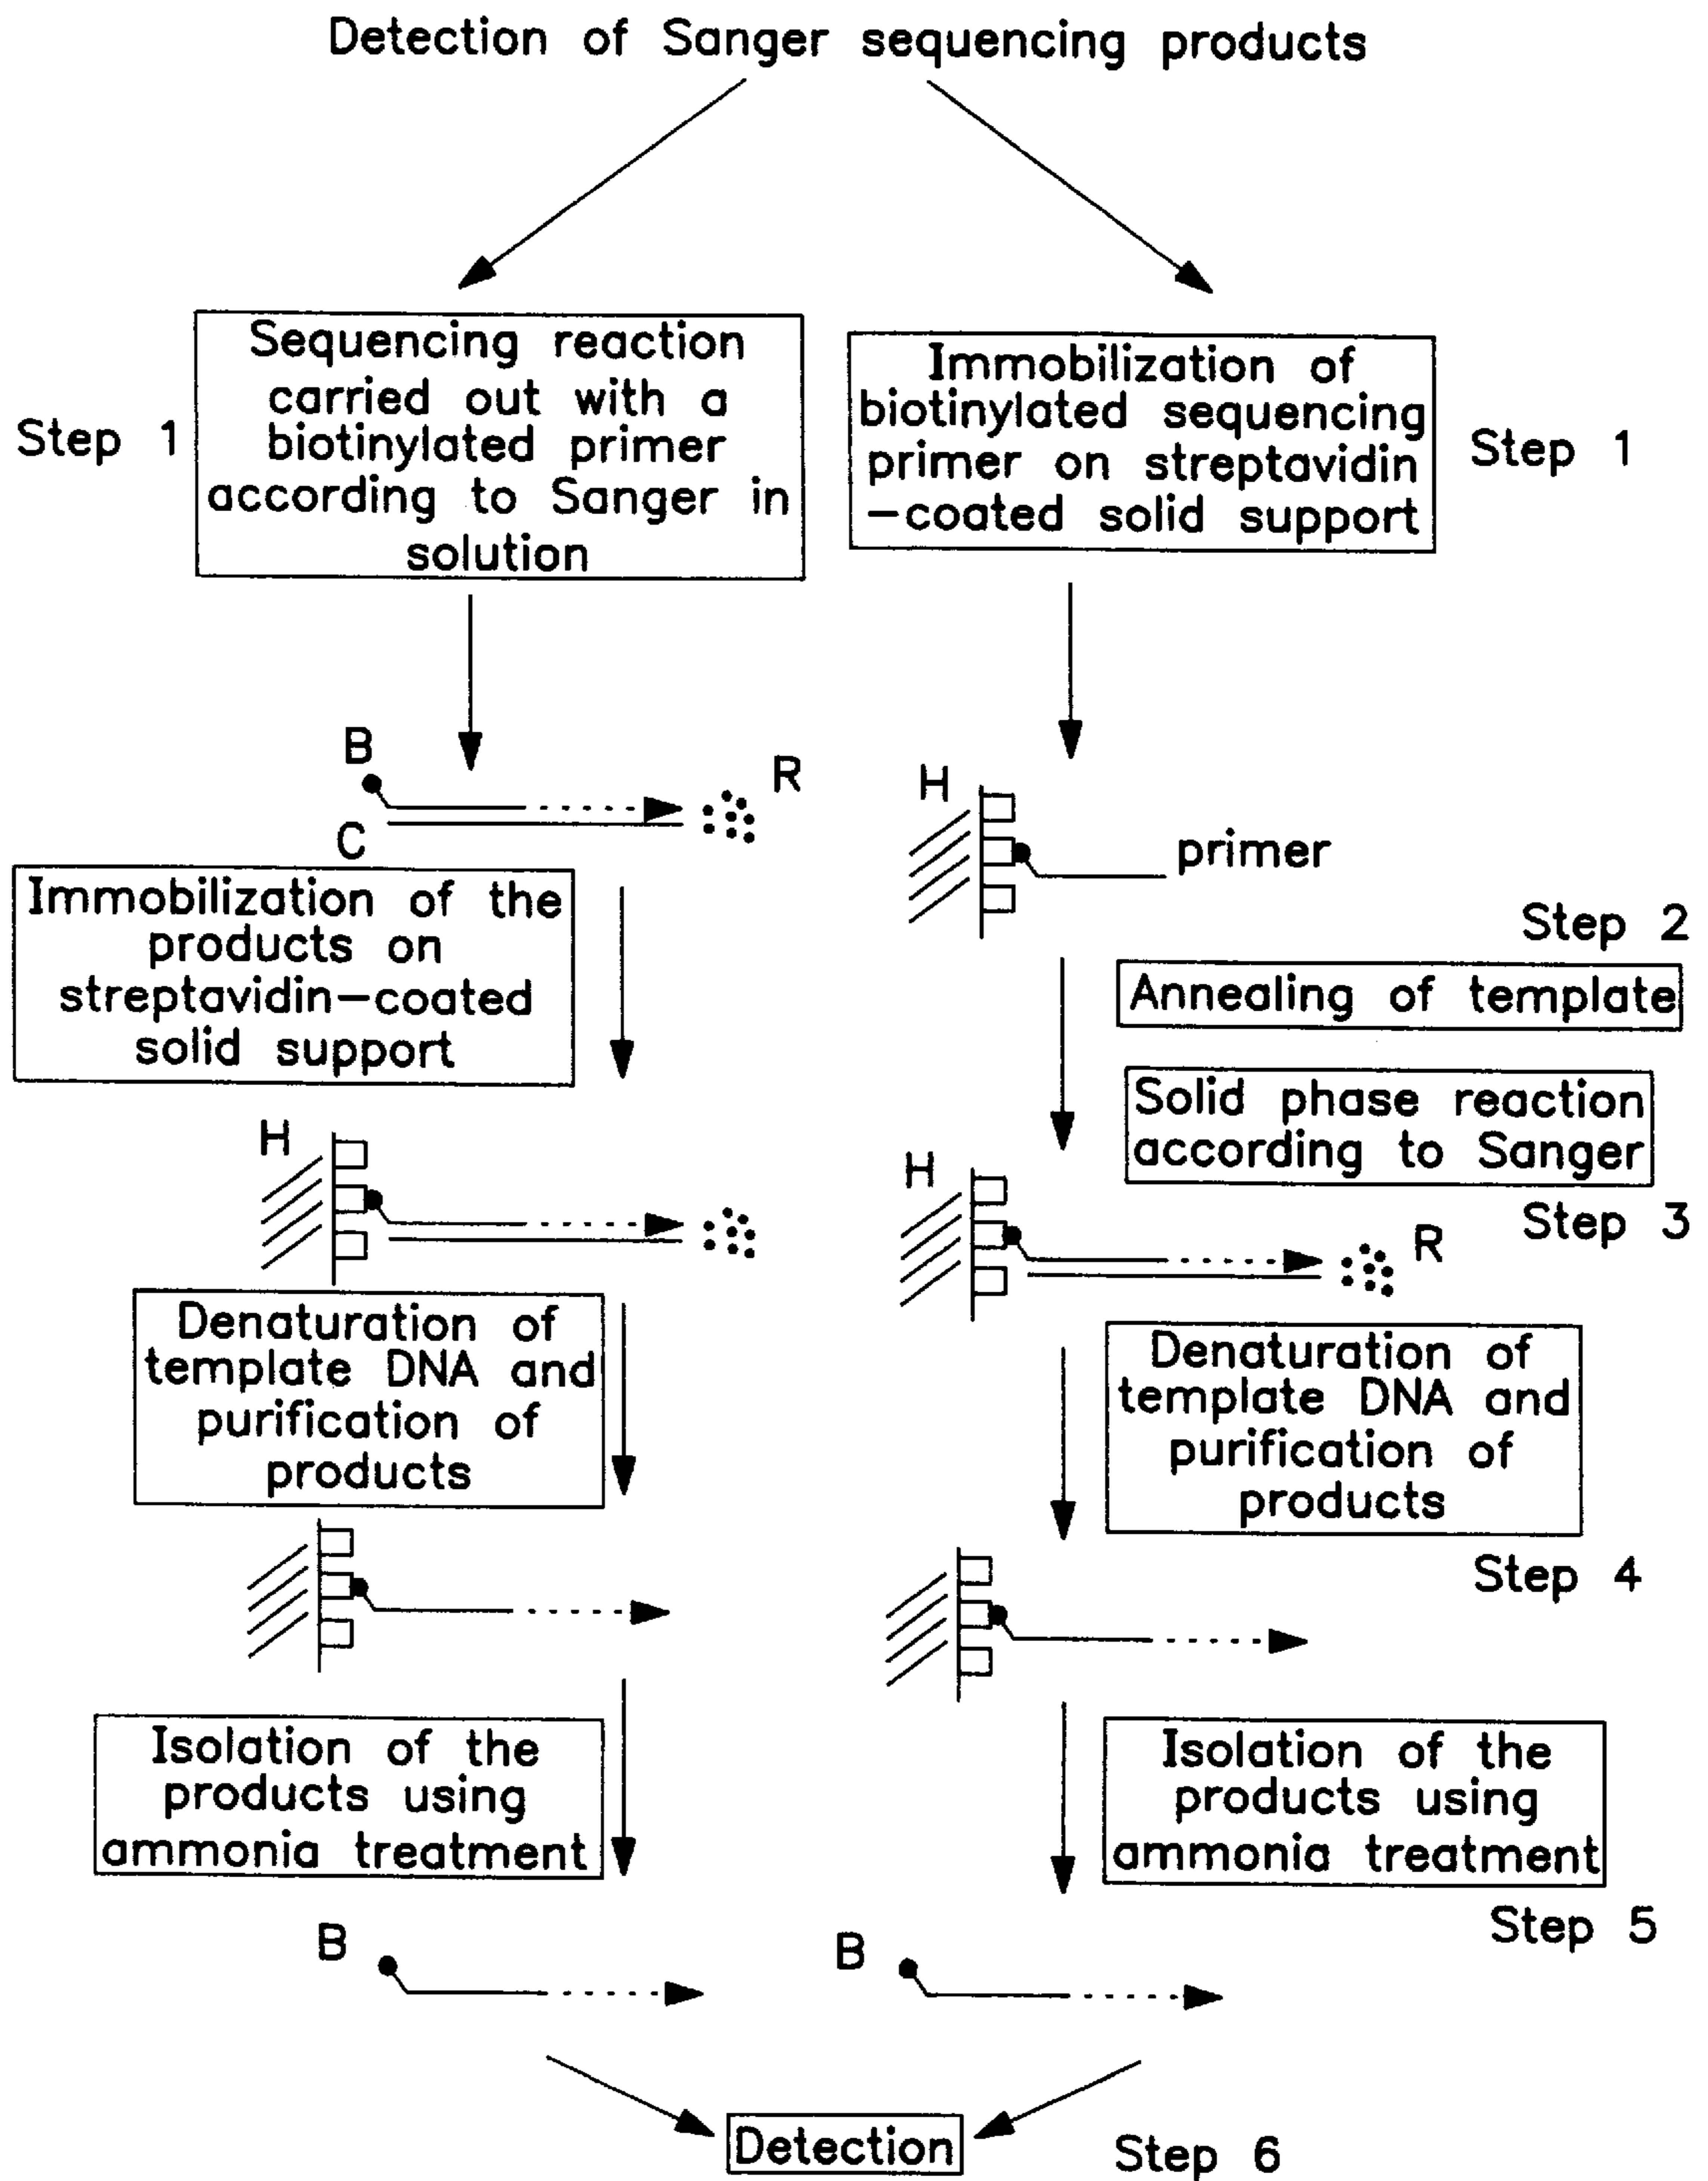 Detection of Sanger sequencing products
Step 1
Sequencing reaction
carried out with a
biotinylated primer
according to Sanger in
solution
Immobilization of
biotinylated sequencing
primer on streptavidin
-coated solid support
Step 1
B
R
C
H
primer
Immobilization of the
products on
streptavidin-coated
solid support
Step 2
Annealing of template
Solid phase reaction
according to Sanger
Step 3
H
H
R
Denaturation of
template DNA and
purification of
products
Denaturation of
template DNA and
purification of
products
Step 4
Isolation of the
products using
ammonia treatment
Isolation of the
products using
ammonia treatment
Step 5
B
B
Detection
Step 6